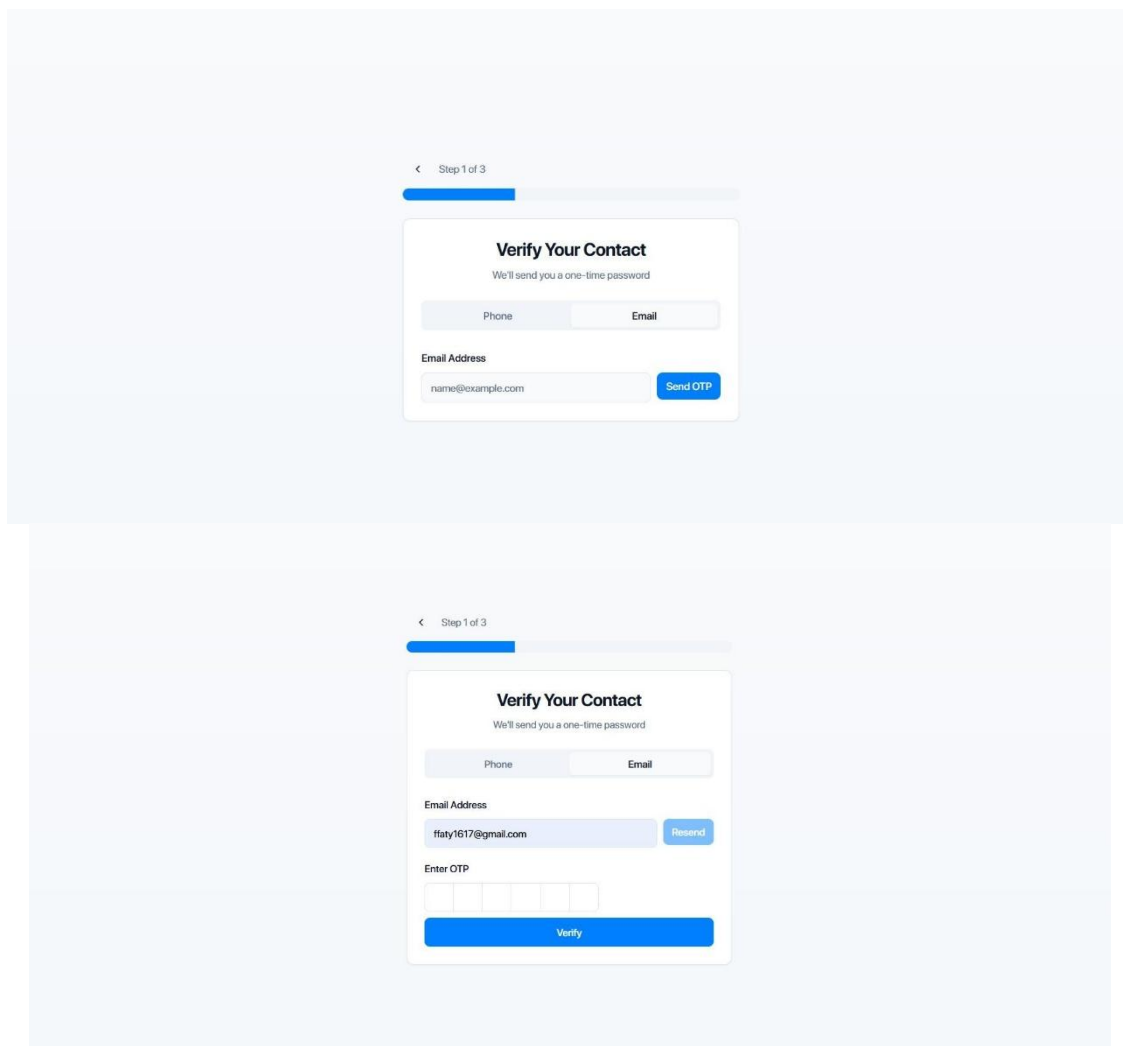 Step 1 of 3
Verify Your Contact
We'll send you a one-time password
Phone Email
Email Address
name@example.com Send OTP
Step 1 of 3
Verify Your Contact
We'll send you a one-time password
Phone Email
Email Address
ffaty1617@gmail.com Resend
Enter OTP
Verify